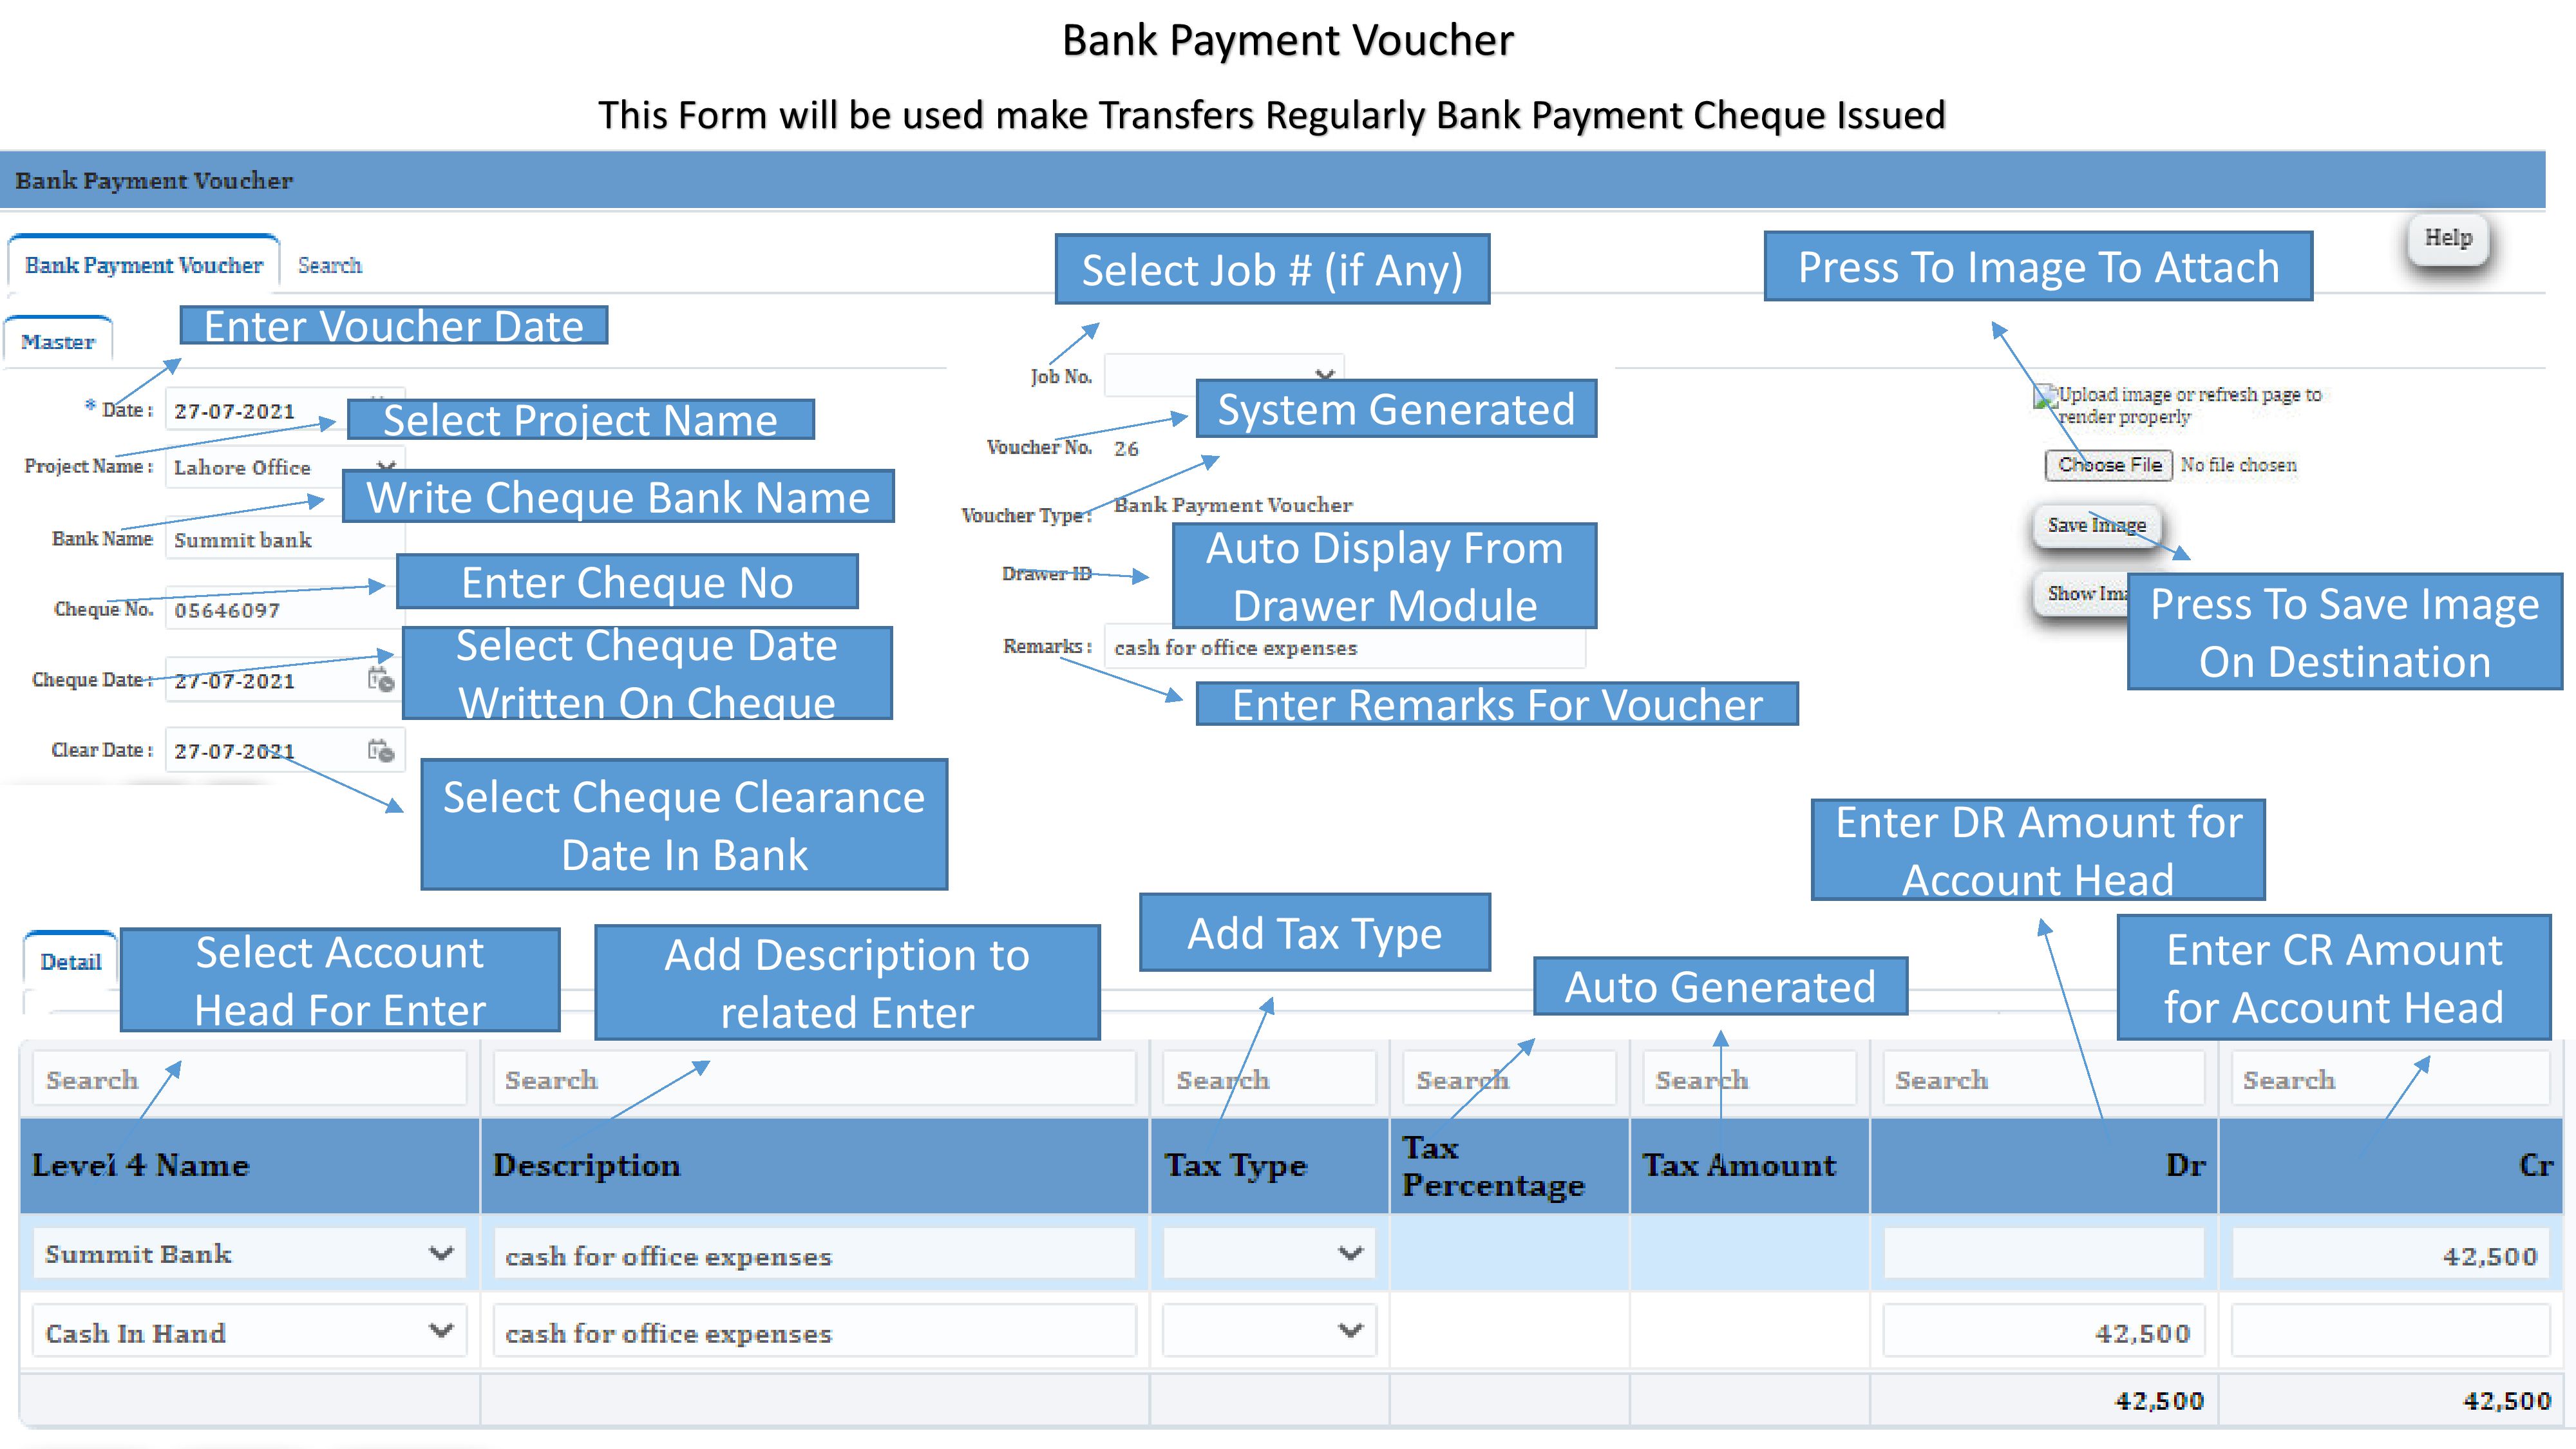 Bank Payment Voucher
This Form will be used make Transfers Regularly Bank Payment Cheque Issued
Bank Payment Voucher
Help
Bank Payment Voucher
Search
Select Job # (if Any)
Press To Image To Attach
Master
Enter Voucher Date
* Date :
27-07-2021
Select Project Name
Project Name :
Lahore Office
Write Cheque Bank Name
Bank Name
Summit bank
Enter Cheque No
Cheque No.
05646097
Select Cheque Date
Written On Cheque
Cheque Date :
27-07-2021
Clear Date :
27-07-2021
Select Cheque Clearance
Date In Bank
Job No.
System Generated
Voucher No.
26
Voucher Type :
Bank Payment Voucher
Auto Display From
Drawer Module
Drawer ID
Remarks :
cash for office expenses
Enter Remarks For Voucher
Upload image or refresh page to
render properly
Choose File No file chosen
Save Image
Show Ima
Press To Save Image
On Destination
Enter DR Amount for
Account Head
Detail
Select Account
Head For Enter
Add Description to
related Enter
Add Tax Type
Auto Generated
Enter CR Amount
for Account Head
Search Search Search Search Search Search Search
Level 4 Name Description Tax Type Tax Percentage Tax Amount Dr Cr
Summit Bank cash for office expenses 42,500
Cash In Hand cash for office expenses 42,500
42,500 42,500